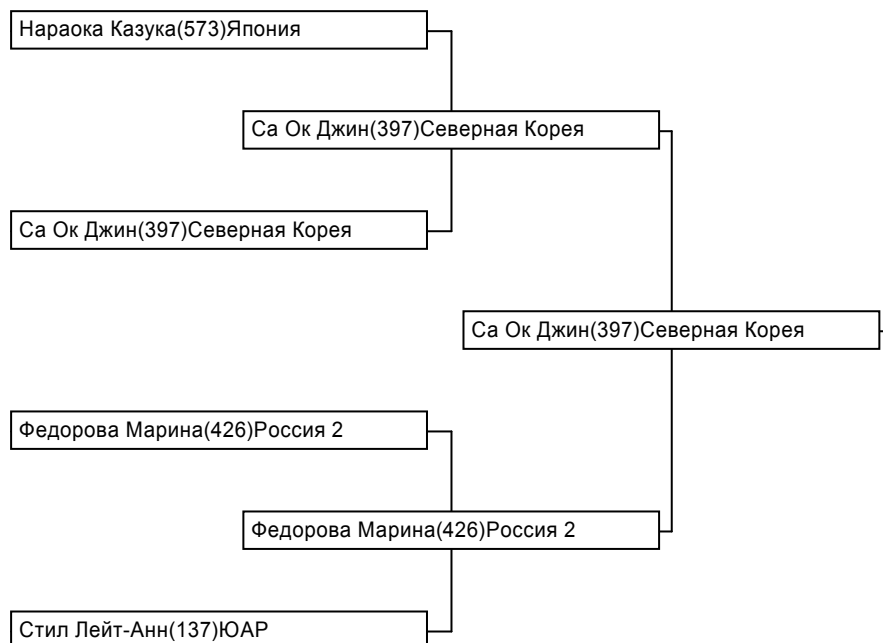 Нараока Казука(573)Япония
Са Ок Джин(397)Северная Корея
Са Ок Джин(397)Северная Корея
Са Ок Джин(397)Северная Корея
Федорова Марина(426)Россия 2
Федорова Марина(426)Россия 2
Стил Лейт-Анн(137)ЮАР